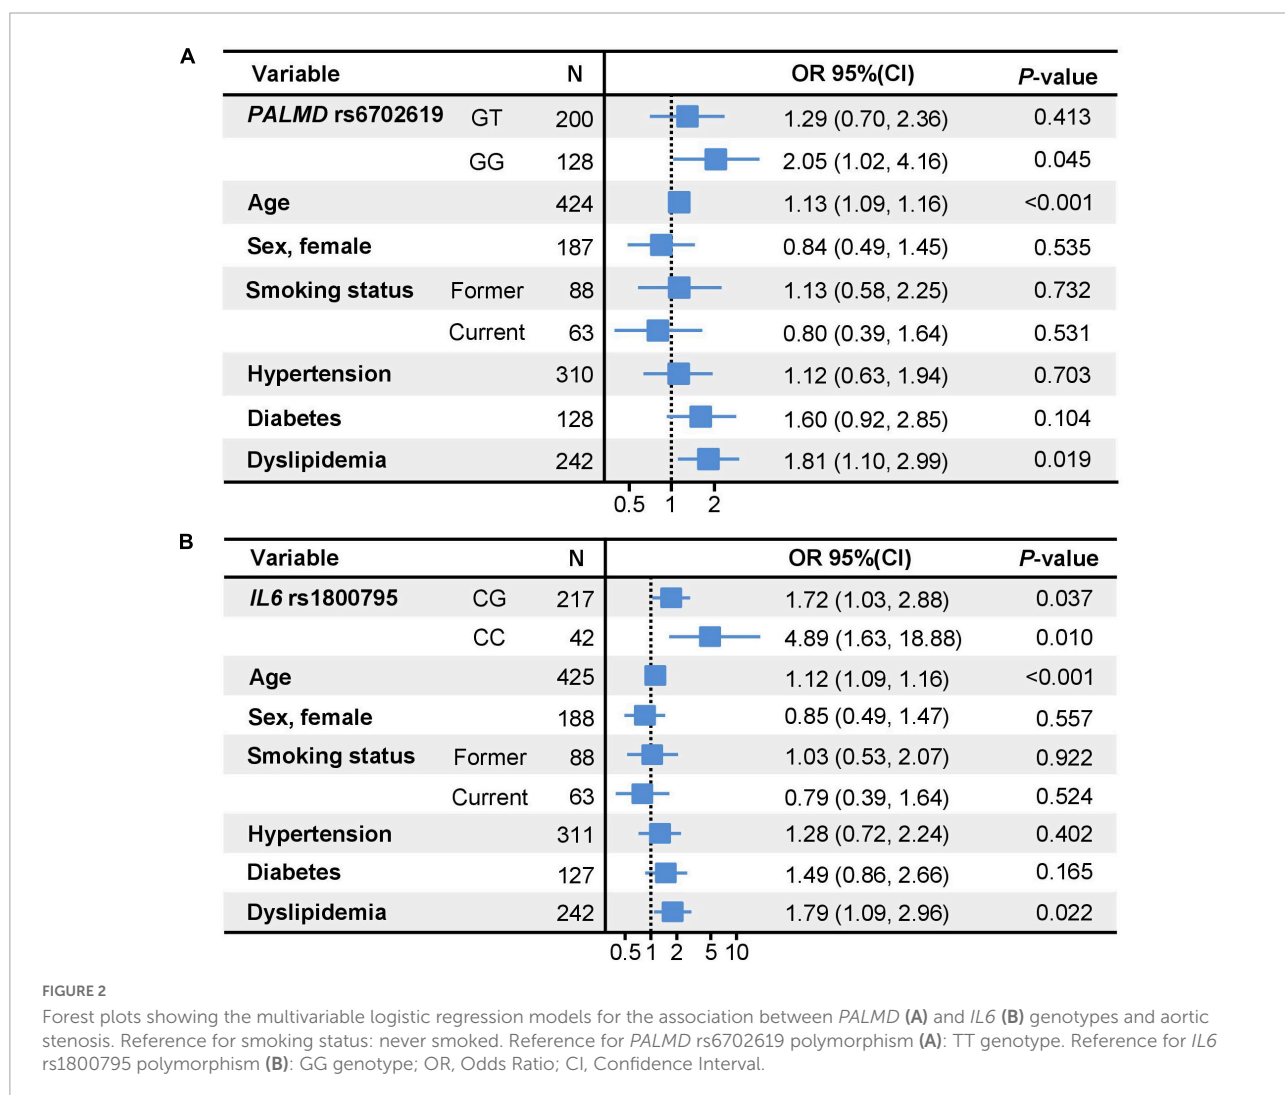 A
Variable N OR 95%(CI) P-value
PALMD rs6702619 GT 200 1.29 (0.70, 2.36) 0.413
GG 128 2.05 (1.02, 4.16) 0.045
Age 424 1.13 (1.09, 1.16) <0.001
Sex, female 187 0.84 (0.49, 1.45) 0.535
Smoking status Former 88 1.13 (0.58, 2.25) 0.732
Current 63 0.80 (0.39, 1.64) 0.531
Hypertension 310 1.12 (0.63, 1.94) 0.703
Diabetes 128 1.60 (0.92, 2.85) 0.104
Dyslipidemia 242 1.81 (1.10, 2.99) 0.019
0.5 1 2
B
Variable N OR 95%(CI) P-value
IL6 rs1800795 CG 217 1.72 (1.03, 2.88) 0.037
CC 42 4.89 (1.63, 18.88) 0.010
Age 425 1.12 (1.09, 1.16) <0.001
Sex, female 188 0.85 (0.49, 1.47) 0.557
Smoking status Former 88 1.03 (0.53, 2.07) 0.922
Current 63 0.79 (0.39, 1.64) 0.524
Hypertension 311 1.28 (0.72, 2.24) 0.402
Diabetes 127 1.49 (0.86, 2.66) 0.165
Dyslipidemia 242 1.79 (1.09, 2.96) 0.022
0.5 1 2 5 10
FIGURE 2
Forest plots showing the multivariable logistic regression models for the association between PALMD (A) and IL6 (B) genotypes and aortic
stenosis. Reference for smoking status: never smoked. Reference for PALMD rs6702619 polymorphism (A): TT genotype. Reference for IL6
rs1800795 polymorphism (B): GG genotype; OR, Odds Ratio; CI, Confidence Interval.